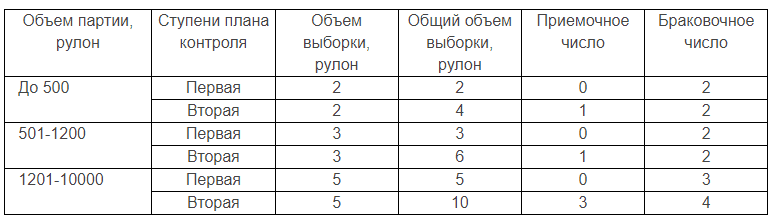 Объем партии, рулон | Ступени плана контроля | Объем выборки, рулон | Общий объем выборки, рулон | Приемочное число | Браковочное число
До 500 | Первая | 2 | 2 | 0 | 2
Вторая | 2 | 4 | 1 | 2
501-1200 | Первая | 3 | 3 | 0 | 2
Вторая | 3 | 6 | 1 | 2
1201-10000 | Первая | 5 | 5 | 0 | 3
Вторая | 5 | 10 | 3 | 4